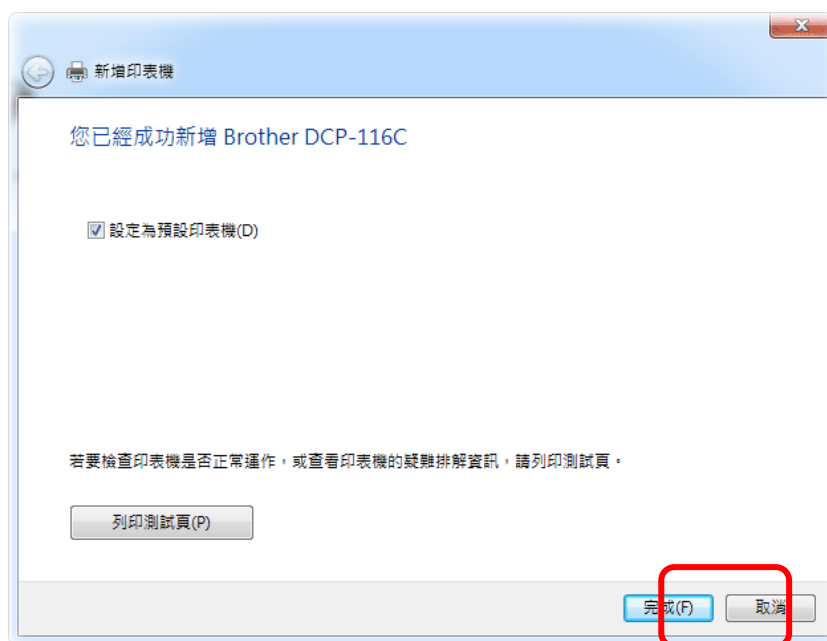 新增印表機
您已經成功新增 Brother DCP-116C
設定為預設印表機(D)
若要檢查印表機是否正常運作，或查看印表機的疑難排解資訊，請列印測試頁。
列印測試頁(P)
完成(F)
取消